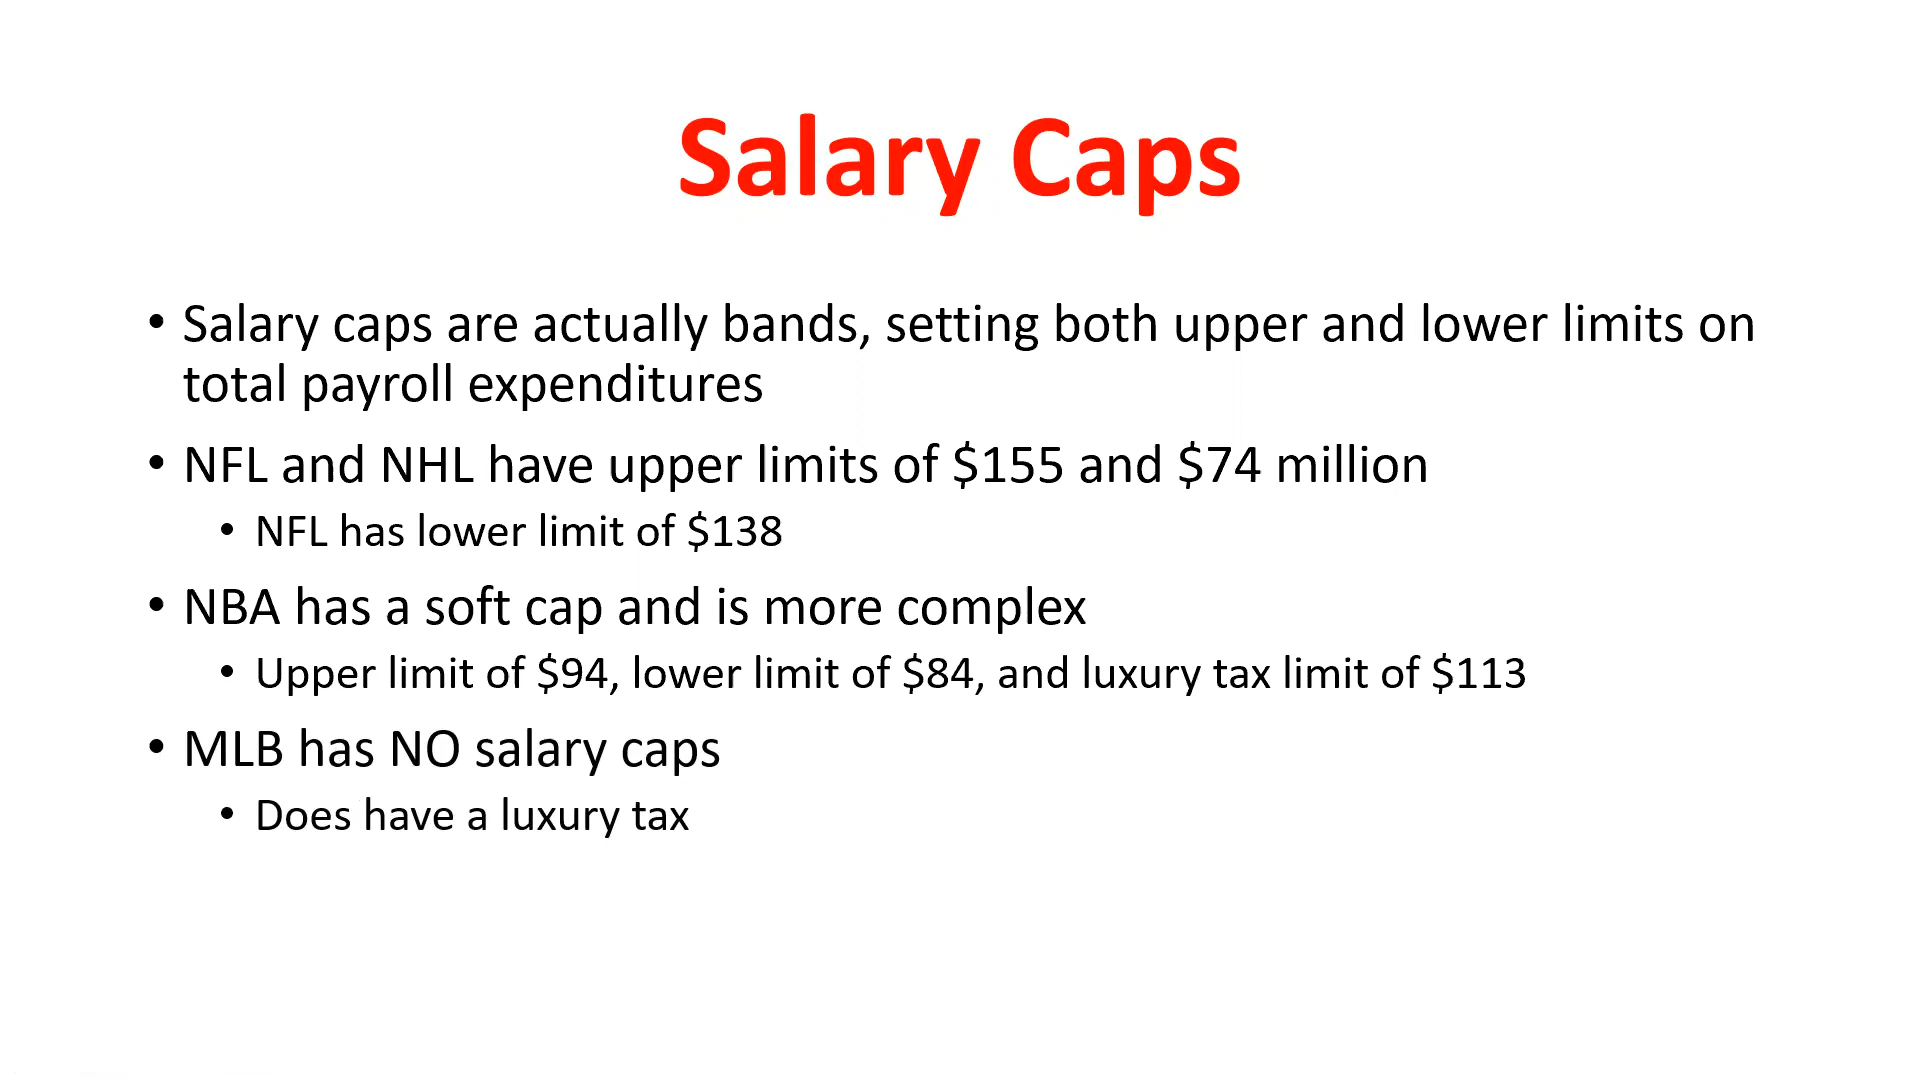 Salary Caps
• Salary caps are actually bands, setting both upper and lower limits on
total payroll expenditures
• NFL and NHL have upper limits of $155 and $74 million
• NFL has lower limit of $138
• NBA has a soft cap and is more complex
• Upper limit of $94, lower limit of $84, and luxury tax limit of $113
• MLB has NO salary caps
• Does have a luxury tax